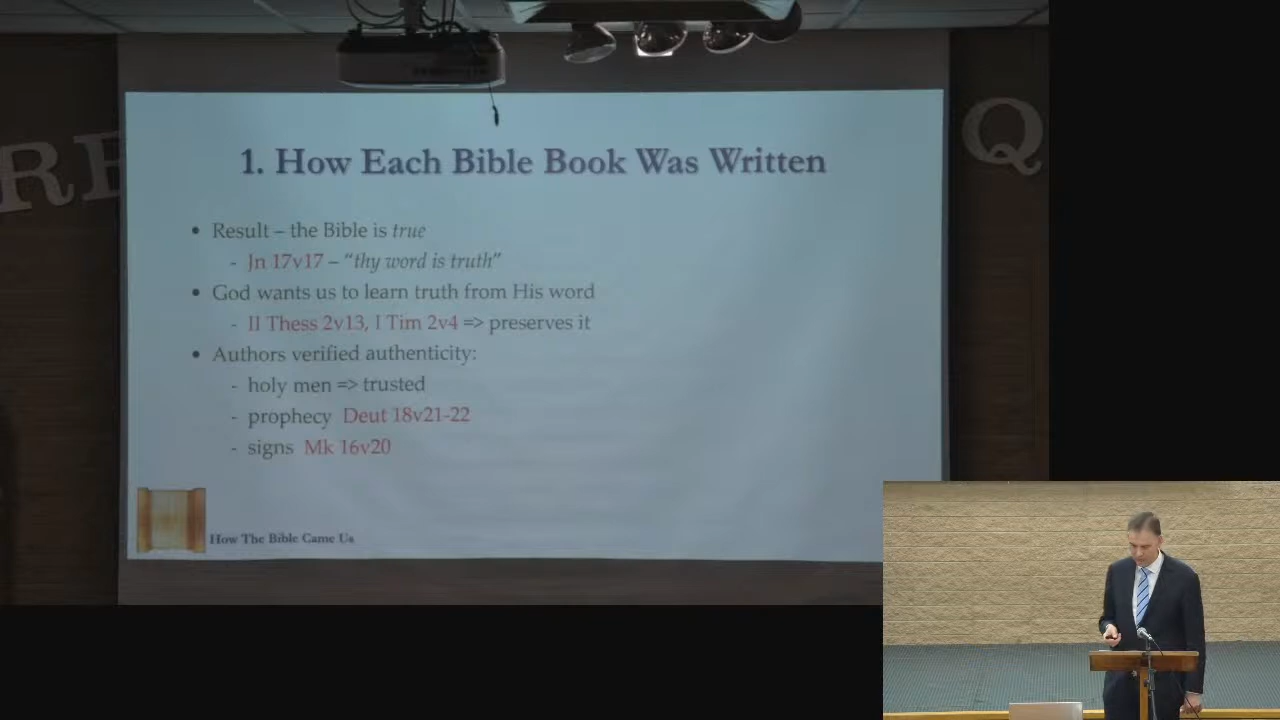 RE
Q
1. How Each Bible Book Was Written
• Result – the Bible is true
- Jn 17v17 – “thy word is truth”
• God wants us to learn truth from His word
- II Thess 2v13, I Tim 2v4 => preserves it
• Authors verified authenticity:
- holy men => trusted
- prophecy Deut 18v21-22
- signs Mk 16v20
How The Bible Came Us